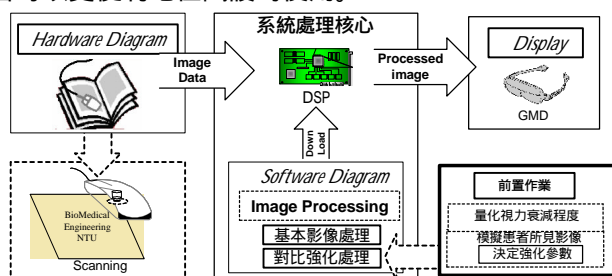 系統處理核心
Hardware Diagram
Image
Data
DSP
Processed
image
Display
GMD
Down
Load
Software Diagram
Image Processing
基本影像處理
對比強化處理
BioMedical
Engineering
NTU
Scanning
前置作業
量化視力衰減程度
模擬患者所見影像
決定強化參數